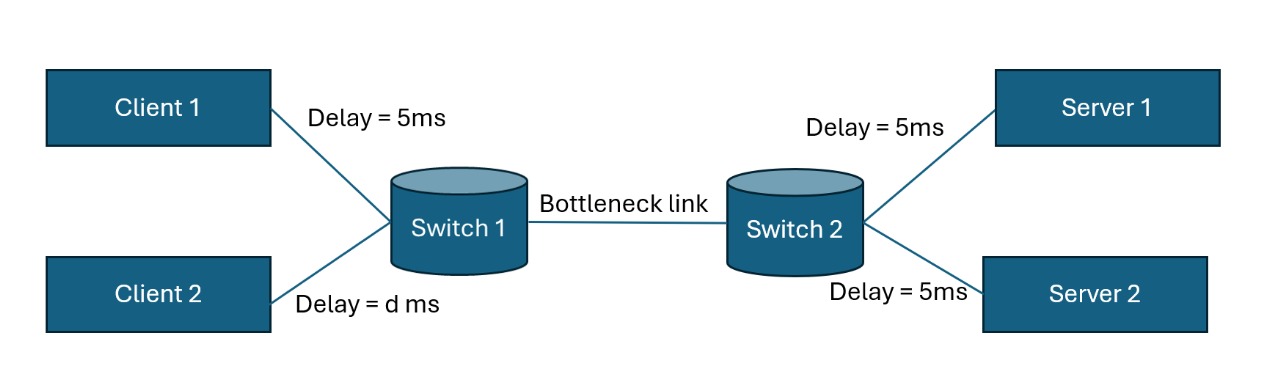 Client 1
Delay = 5ms
Delay = 5ms
Server 1
Switch 1
Bottleneck link
Switch 2
Client 2
Delay = d ms
Delay = 5ms
Server 2